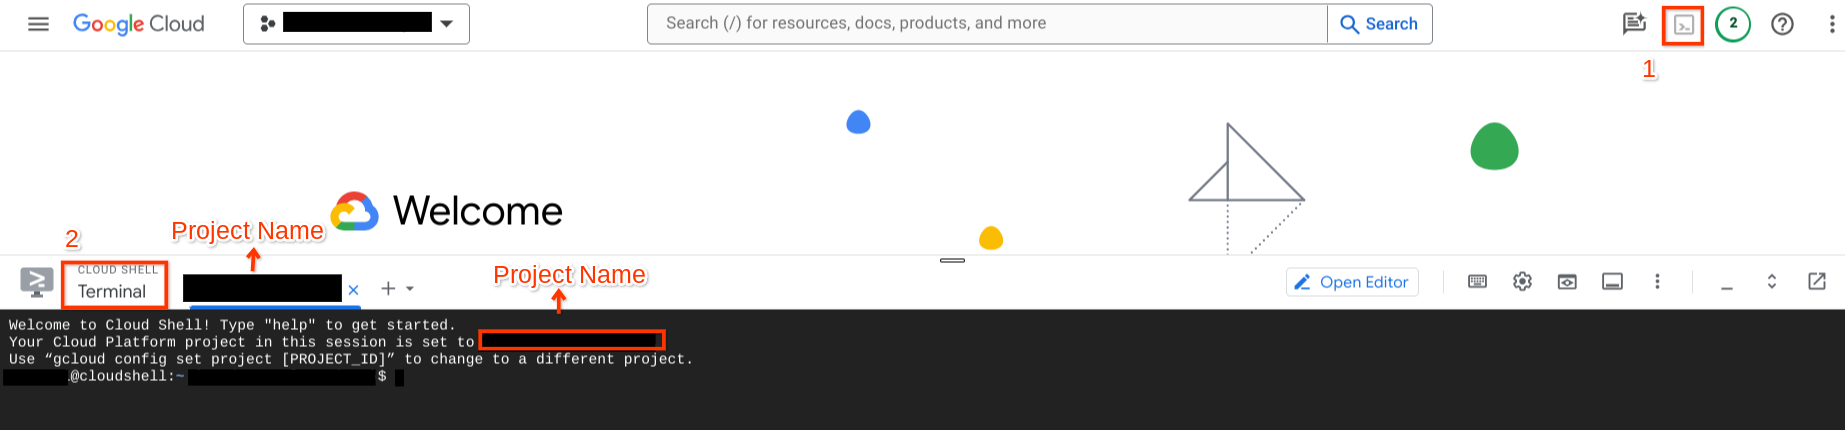 Google Cloud
Search (/) for resources, docs, products, and more
Search
2
1
Welcome
2
Project Name
Project Name
CLOUD SHELL
Terminal
Open Editor
Welcome to Cloud Shell! Type "help" to get started.
Your Cloud Platform project in this session is set to
Use “gcloud config set project [PROJECT_ID]” to change to a different project.
@cloudshell:~ $